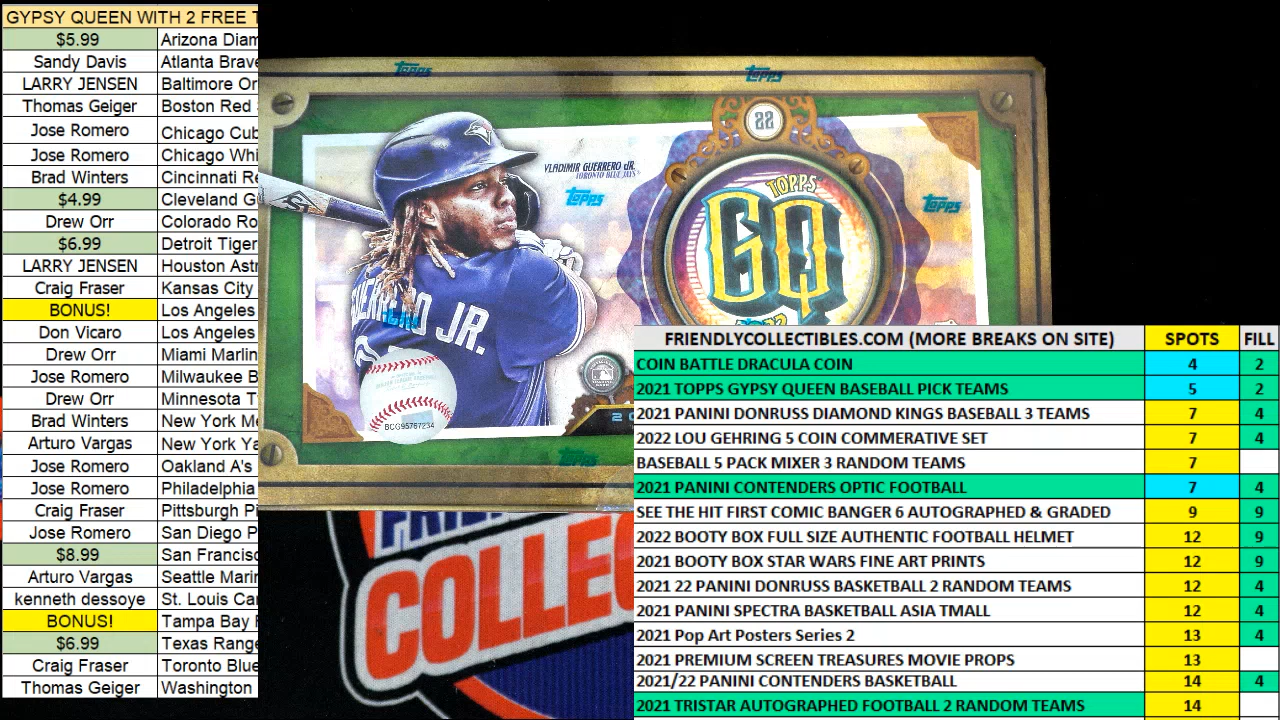 GYPSY QUEEN WITH 2 FREE
$5.99 Arizona Diam
Sandy Davis Atlanta Brave
LARRY JENSEN Baltimore Or
Thomas Geiger Boston Red
Jose Romero Chicago Cub
Jose Romero Chicago Whi
Brad Winters Cincinnati Re
$4.99 Cleveland G
Drew Orr Colorado Ro
$6.99 Detroit Tiger
LARRY JENSEN Houston Astr
Craig Fraser Kansas City
BONUS! Los Angeles
Don Vicaro Los Angeles
Drew Orr Miami Marlin
Jose Romero Milwaukee B
Drew Orr Minnesota T
Brad Winters New York Me
Arturo Vargas New York Ya
Jose Romero Oakland A's
Jose Romero Philadelphia
Craig Fraser Pittsburgh Pi
Jose Romero San Diego P
$8.99 San Francisc
Arturo Vargas Seattle Marin
kenneth dessoye St. Louis Car
BONUS! Tampa Bay
$6.99 Texas Range
Craig Fraser Toronto Blue
Thomas Geiger Washington
Topps
Topps
22
VLADIMIR GUERRERO JR.
TORONTO BLUE JAYS
Topps
TOPPS
GQ
Topps
GUERRERO JR.
BCG95767234
Topps
COLLE
FRIENDLYCOLLECTIBLES.COM (MORE BREAKS ON SITE) SPOTS FILL
COIN BATTLE DRACULA COIN 4 2
2021 TOPPS GYPSY QUEEN BASEBALL PICK TEAMS 5 2
2021 PANINI DONRUSS DIAMOND KINGS BASEBALL 3 TEAMS 7 4
2022 LOU GEHRING 5 COIN COMMERATIVE SET 7 4
BASEBALL 5 PACK MIXER 3 RANDOM TEAMS 7
2021 PANINI CONTENDERS OPTIC FOOTBALL 7 4
SEE THE HIT FIRST COMIC BANGER 6 AUTOGRAPHED & GRADED 9 9
2022 BOOTY BOX FULL SIZE AUTHENTIC FOOTBALL HELMET 12 9
2021 BOOTY BOX STAR WARS FINE ART PRINTS 12 9
2021 22 PANINI DONRUSS BASKETBALL 2 RANDOM TEAMS 12 4
2021 PANINI SPECTRA BASKETBALL ASIA TMALL 12 4
2021 Pop Art Posters Series 2 13 4
2021 PREMIUM SCREEN TREASURES MOVIE PROPS 13
2021/22 PANINI CONTENDERS BASKETBALL 14 4
2021 TRISTAR AUTOGRAPHED FOOTBALL 2 RANDOM TEAMS 14